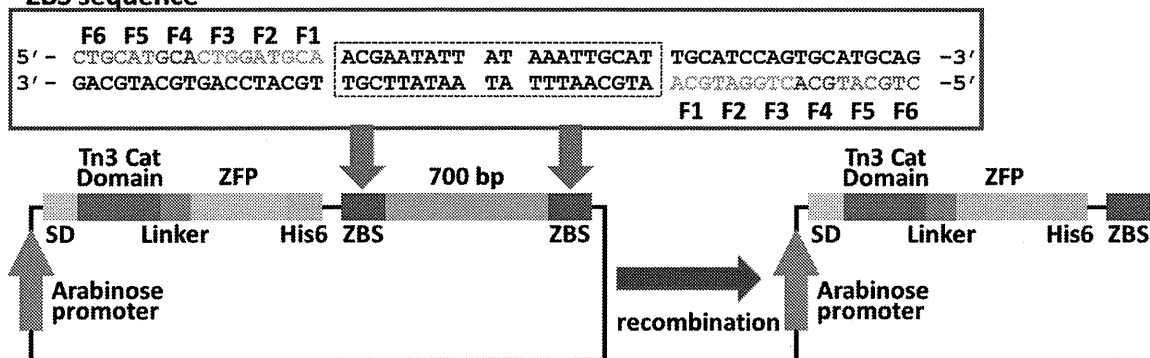 ZBS sequence
F6 F5 F4 F3 F2 F1
5′- CTGCATGCACTGGATGCA ACGAATATT AT AAATTGCAT TGCATCCAGTGCATGCAG -3′
3′- GACGTACGTGACCTACGT TGCTTATAA TA TTTAACGTA ACGTAGGTCACGTACGTC -5′
F1 F2 F3 F4 F5 F6
Tn3 Cat
Domain ZFP 700 bp
SD Linker His6 ZBS ZBS
Arabinose
promoter
recombination
Tn3 Cat
Domain ZFP
SD Linker His6 ZBS
Arabinose
promoter